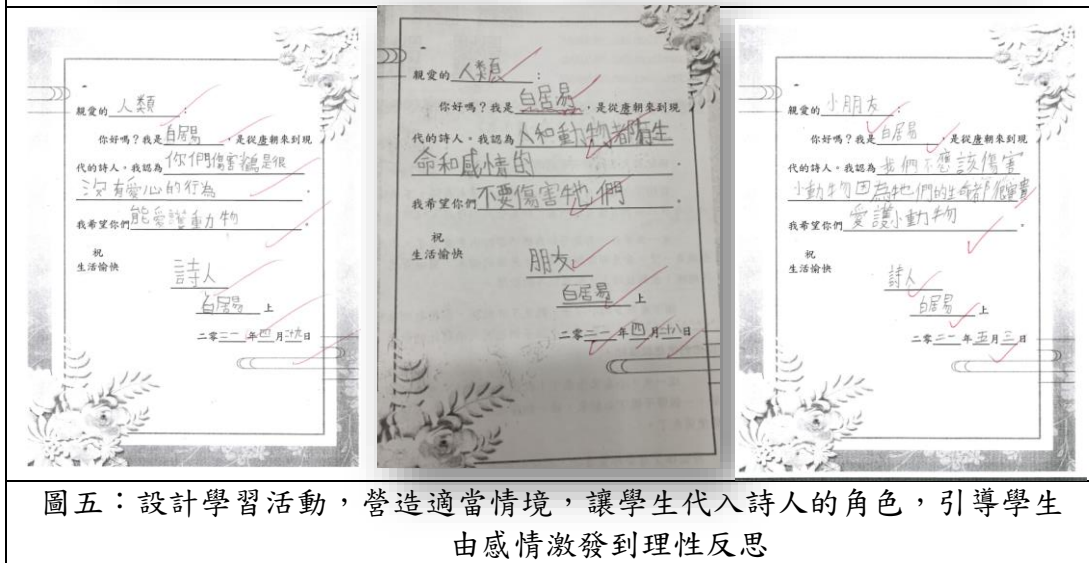 親愛的 人類 :
你好嗎？我是 白居易 ，是從唐朝來到現
代的詩人。我認為 你們傷害鶴是很
沒有愛心的行為 。
我希望你們 能愛護動物 。
祝
生活愉快
詩人
白居易 上
二零二一年四月二十六日
親愛的 人類 :
你好嗎？我是 白居易 ，是從唐朝來到現
代的詩人。我認為 人和動物都有生
命和感情的 。
我希望你們 不要傷害牠們 。
祝
生活愉快
朋友
白居易 上
二零二一年四月二十八日
親愛的 小朋友 :
你好嗎？我是 白居易 ，是從唐朝來到現
代的詩人。我認為 我們不應該傷害
小動物因為牠們的生命都很寶貴
我希望你們 愛護小動物 。
祝
生活愉快
詩人
白居易 上
二零二一年五月三日
圖五：設計學習活動，營造適當情境，讓學生代入詩人的角色，引導學生
由感情激發到理性反思